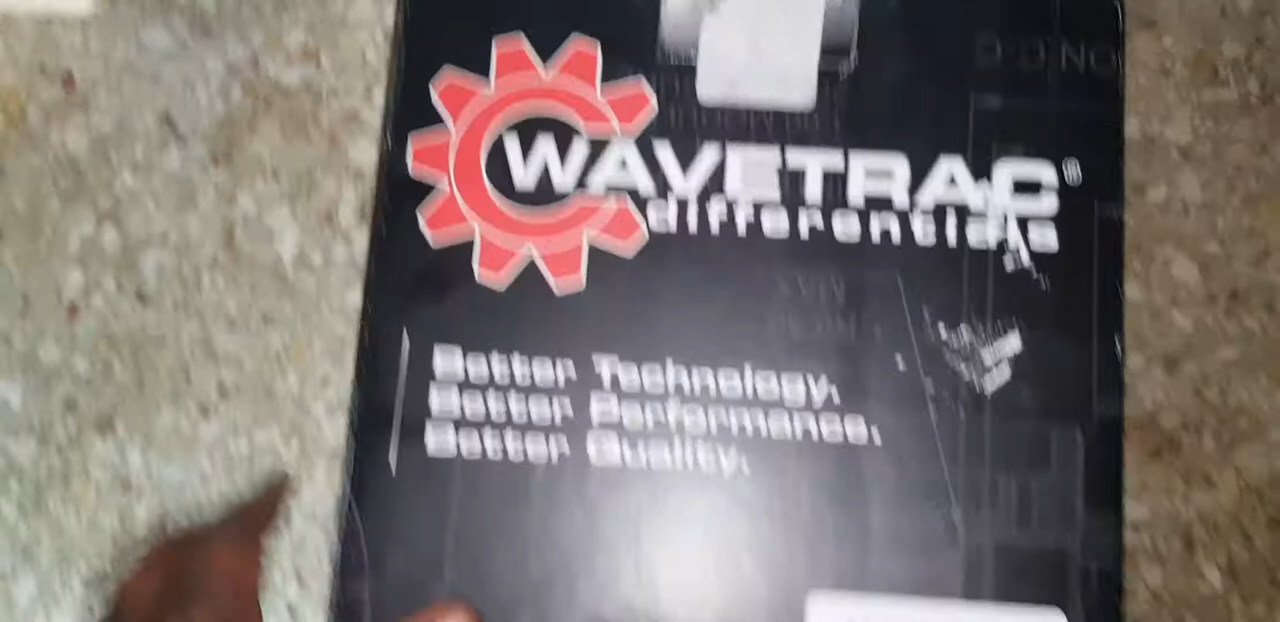 WAVETRAC®
differentials
Better Technology.
Better Performance.
Better Quality.